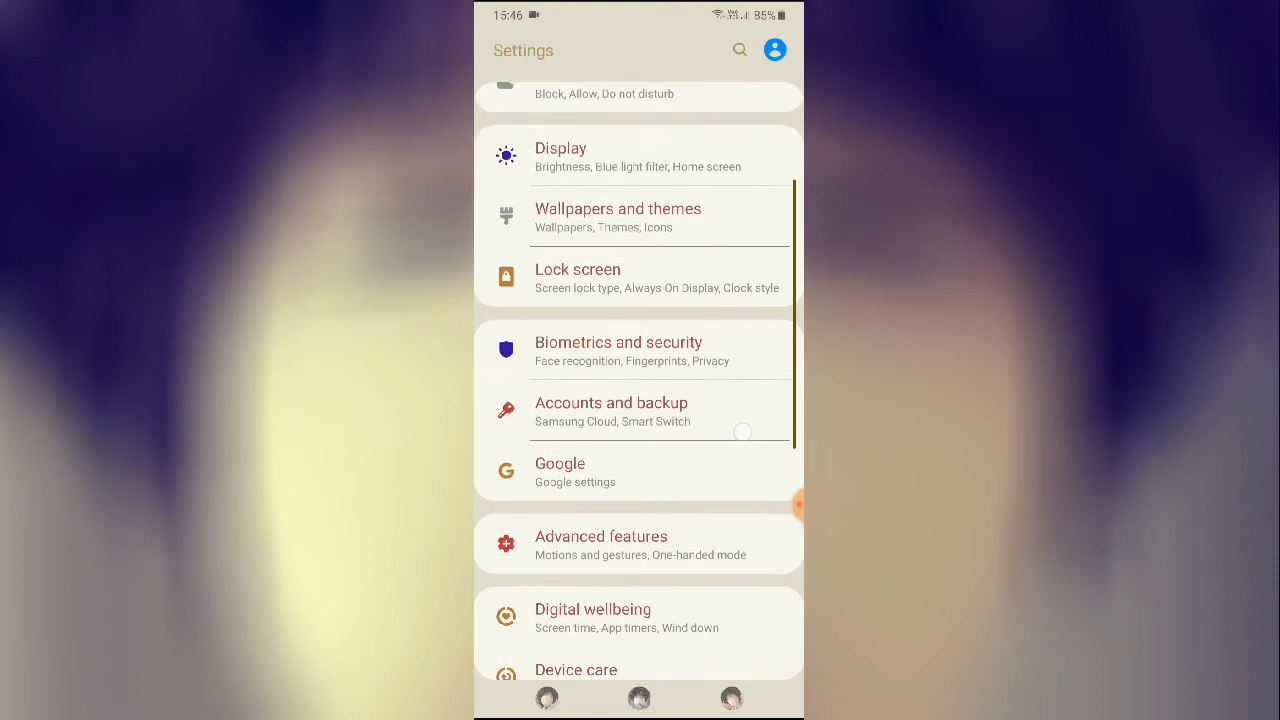 15:46 85%
Settings
Block, Allow, Do not disturb
Display
Brightness, Blue light filter, Home screen
Wallpapers and themes
Wallpapers, Themes, Icons
Lock screen
Screen lock type, Always On Display, Clock style
Biometrics and security
Face recognition, Fingerprints, Privacy
Accounts and backup
Samsung Cloud, Smart Switch
Google
Google settings
Advanced features
Motions and gestures, One-handed mode
Digital wellbeing
Screen time, App timers, Wind down
Device care